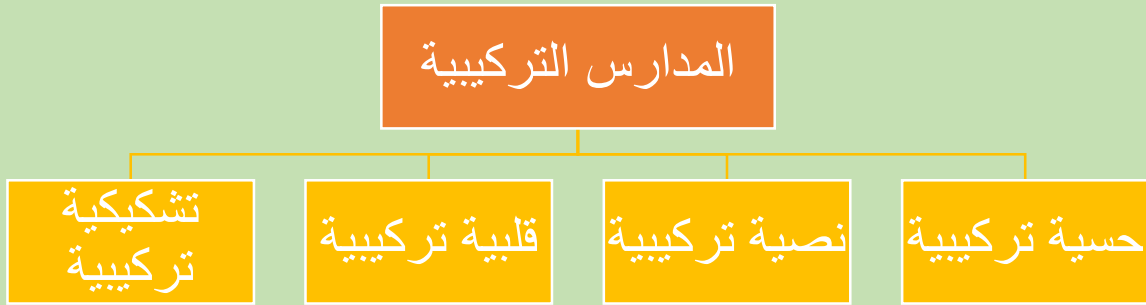 المدارس التركيبية
حسية تركيبية
نصية تركيبية
قلبية تركيبية
تشكيكية
تركيبية